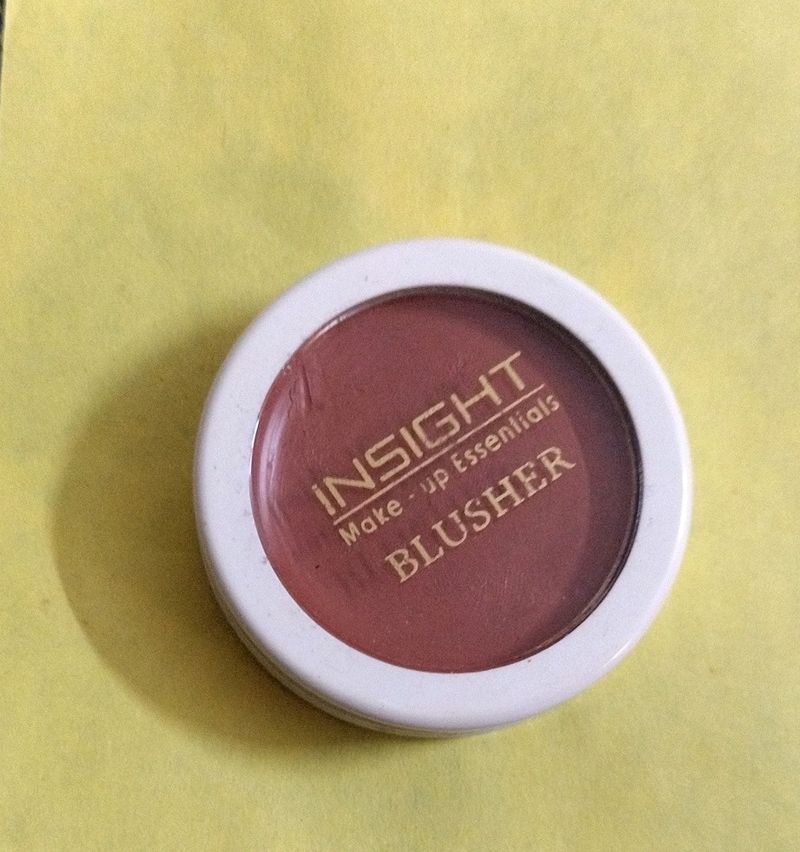 iNSIGHT
Make - up Essentials
BLUSHER